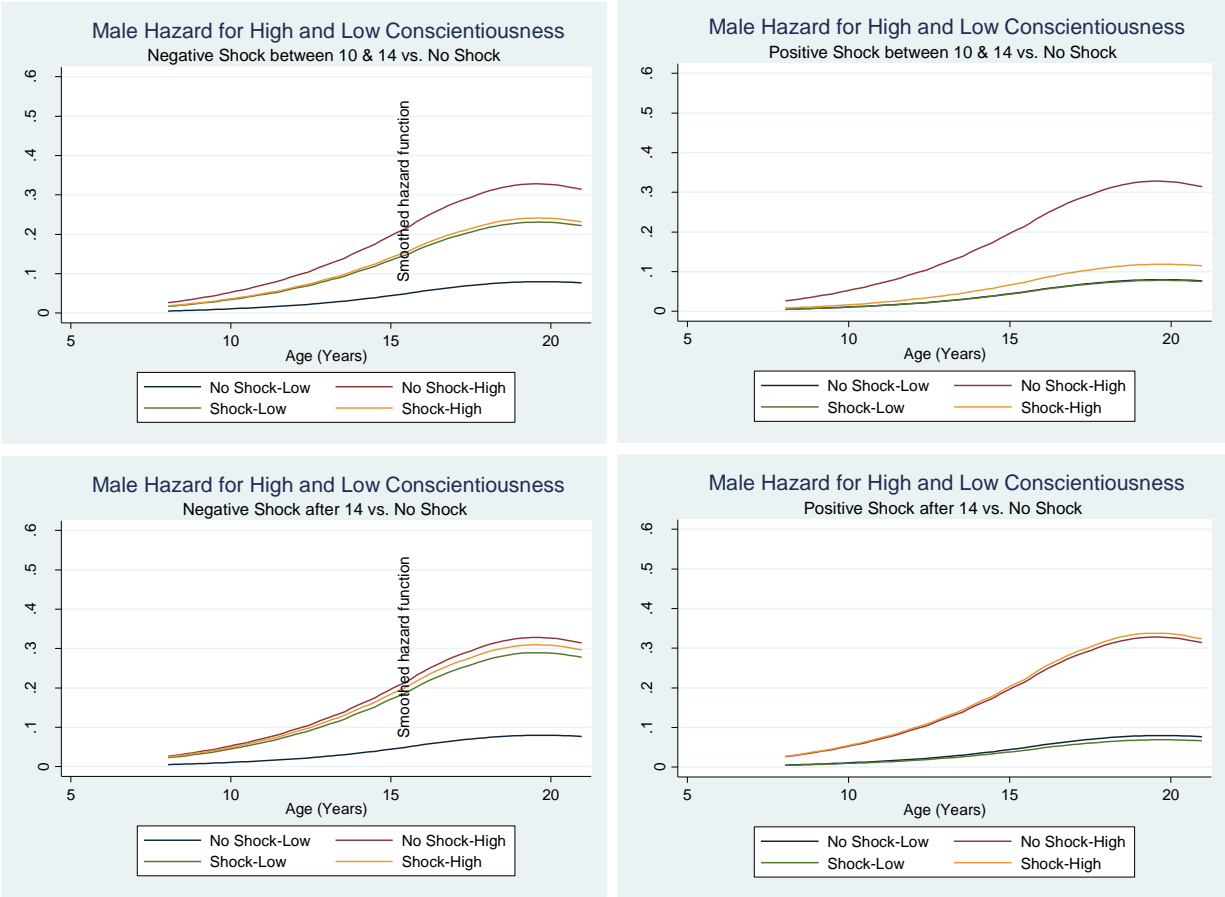 Male Hazard for High and Low Conscientiousness
Negative Shock between 10 & 14 vs. No Shock
.6
.5
.4
.3
.2
.1
0
Smoothed hazard function
5 10 15 20
Age (Years)
No Shock-Low No Shock-High
Shock-Low Shock-High
Male Hazard for High and Low Conscientiousness
Positive Shock between 10 & 14 vs. No Shock
.6
.5
.4
.3
.2
.1
0
5 10 15 20
Age (Years)
No Shock-Low No Shock-High
Shock-Low Shock-High
Male Hazard for High and Low Conscientiousness
Negative Shock after 14 vs. No Shock
.6
.5
.4
.3
.2
.1
0
Smoothed hazard function
5 10 15 20
Age (Years)
No Shock-Low No Shock-High
Shock-Low Shock-High
Male Hazard for High and Low Conscientiousness
Positive Shock after 14 vs. No Shock
.6
.5
.4
.3
.2
.1
0
5 10 15 20
Age (Years)
No Shock-Low No Shock-High
Shock-Low Shock-High